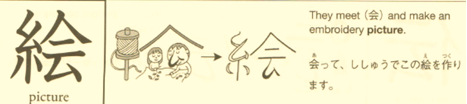 絵
picture
They meet (会) and make an
embroidery picture.
会って、ししゅうでこの絵を作り
ます。